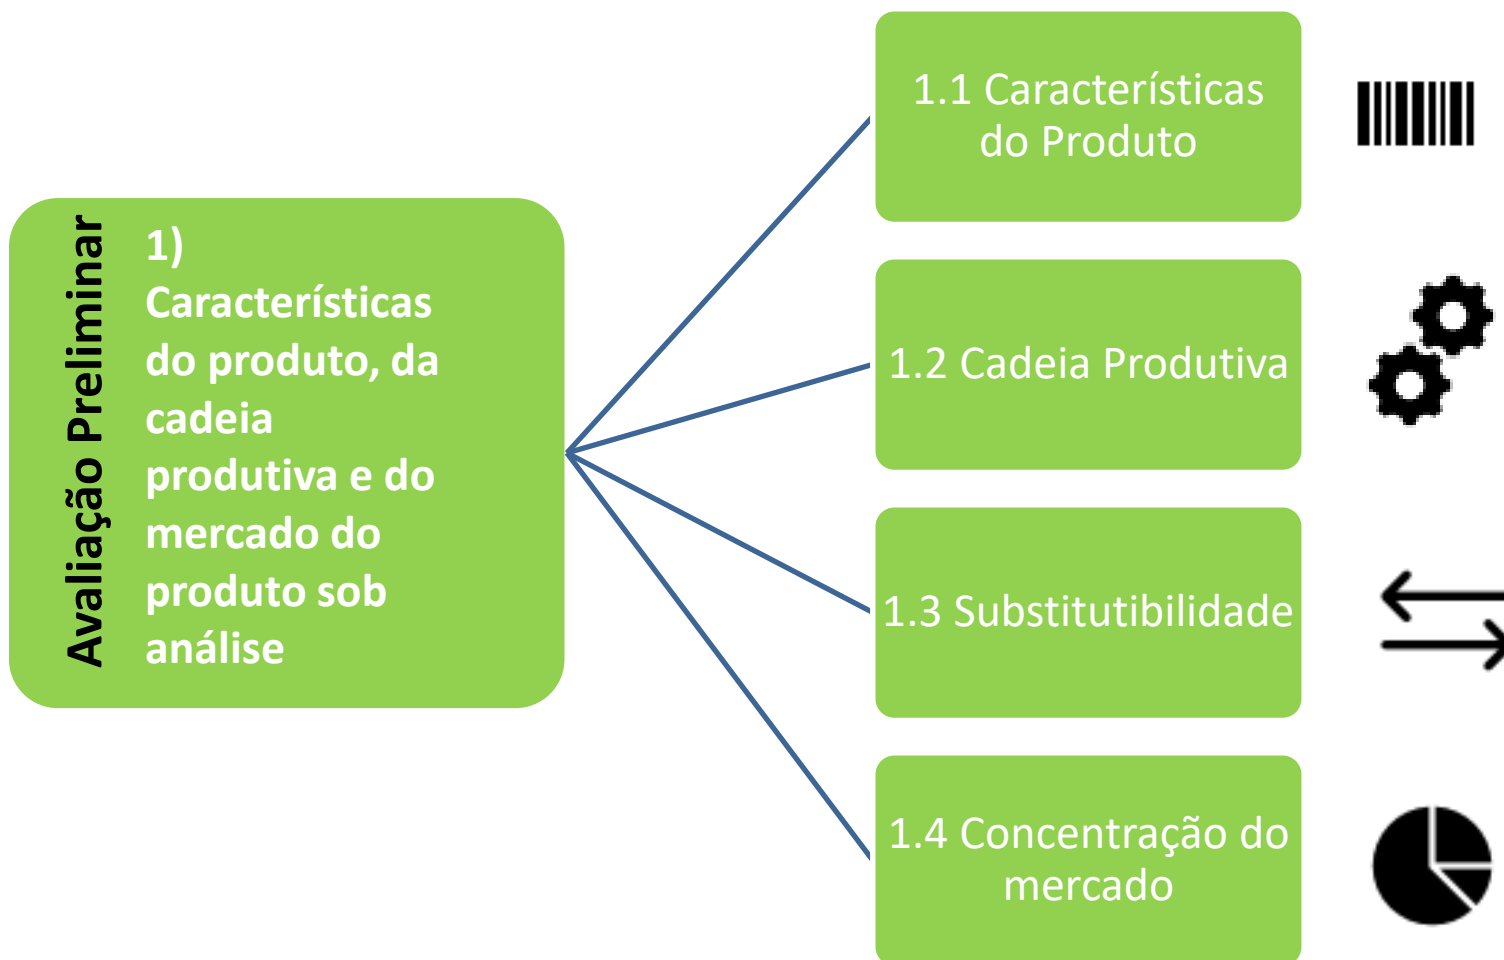 Avaliação Preliminar
1)
Características
do produto, da
cadeia
produtiva e do
mercado do
produto sob
análise
1.1 Características
do Produto
1.2 Cadeia Produtiva
1.3 Substitutibilidade
1.4 Concentração do
mercado